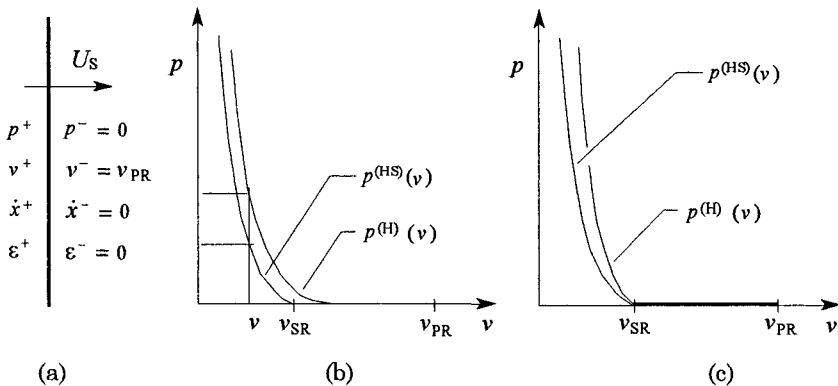 U_S
p⁺ p⁻ = 0
v⁺ v⁻ = v_PR
ẋ⁺ ẋ⁻ = 0
ε⁺ ε⁻ = 0
(a)
p
p^(HS)(v)
p^(H) (v)
v v_SR v_PR v
(b)
p
p^(HS)(v)
p^(H) (v)
v_SR v_PR v
(c)